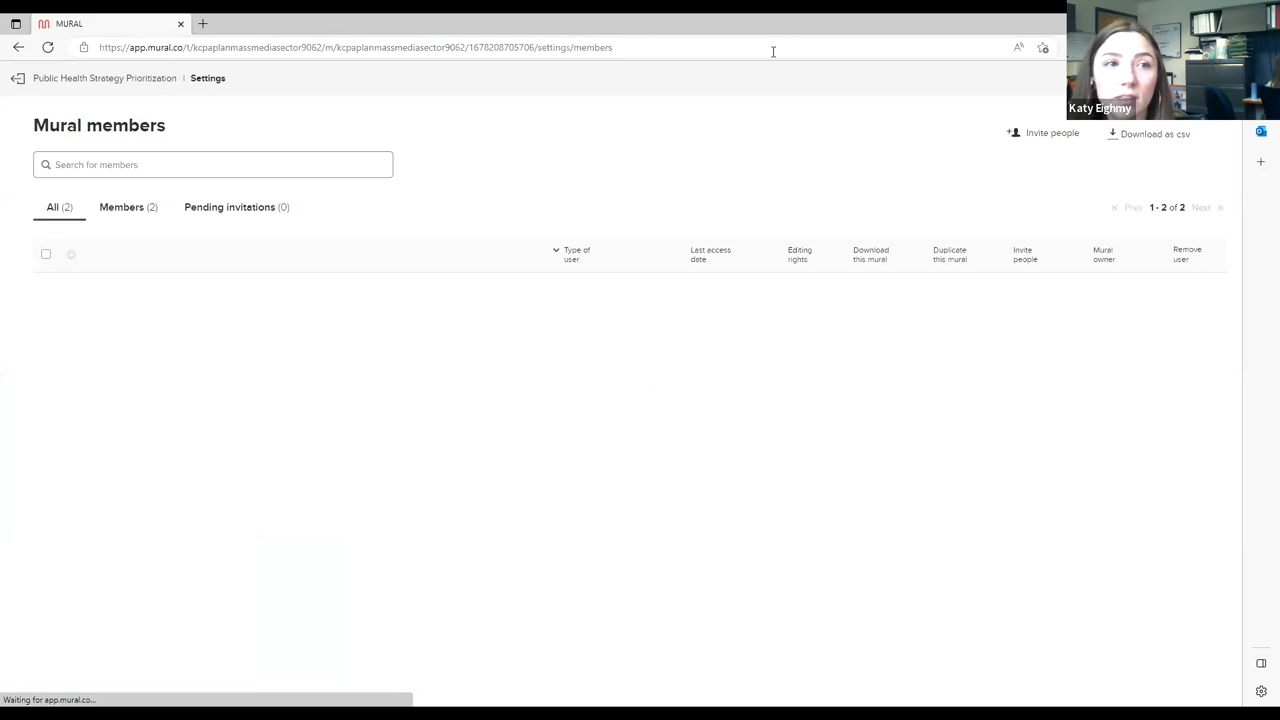 MURAL
https://app.mural.co/t/kcpaplanmassmediasector9062/m/kcpaplanmassmediasector9062/1678208705706/settings/members
Public Health Strategy Prioritization | Settings
Katy Eighmy
Mural members
Invite people
Download as csv
Search for members
All (2) Members (2) Pending invitations (0)
Prev 1 - 2 of 2 Next
Type of user
Last access date
Editing rights
Download this mural
Duplicate this mural
Invite people
Mural owner
Remove user
Waiting for app.mural.co...